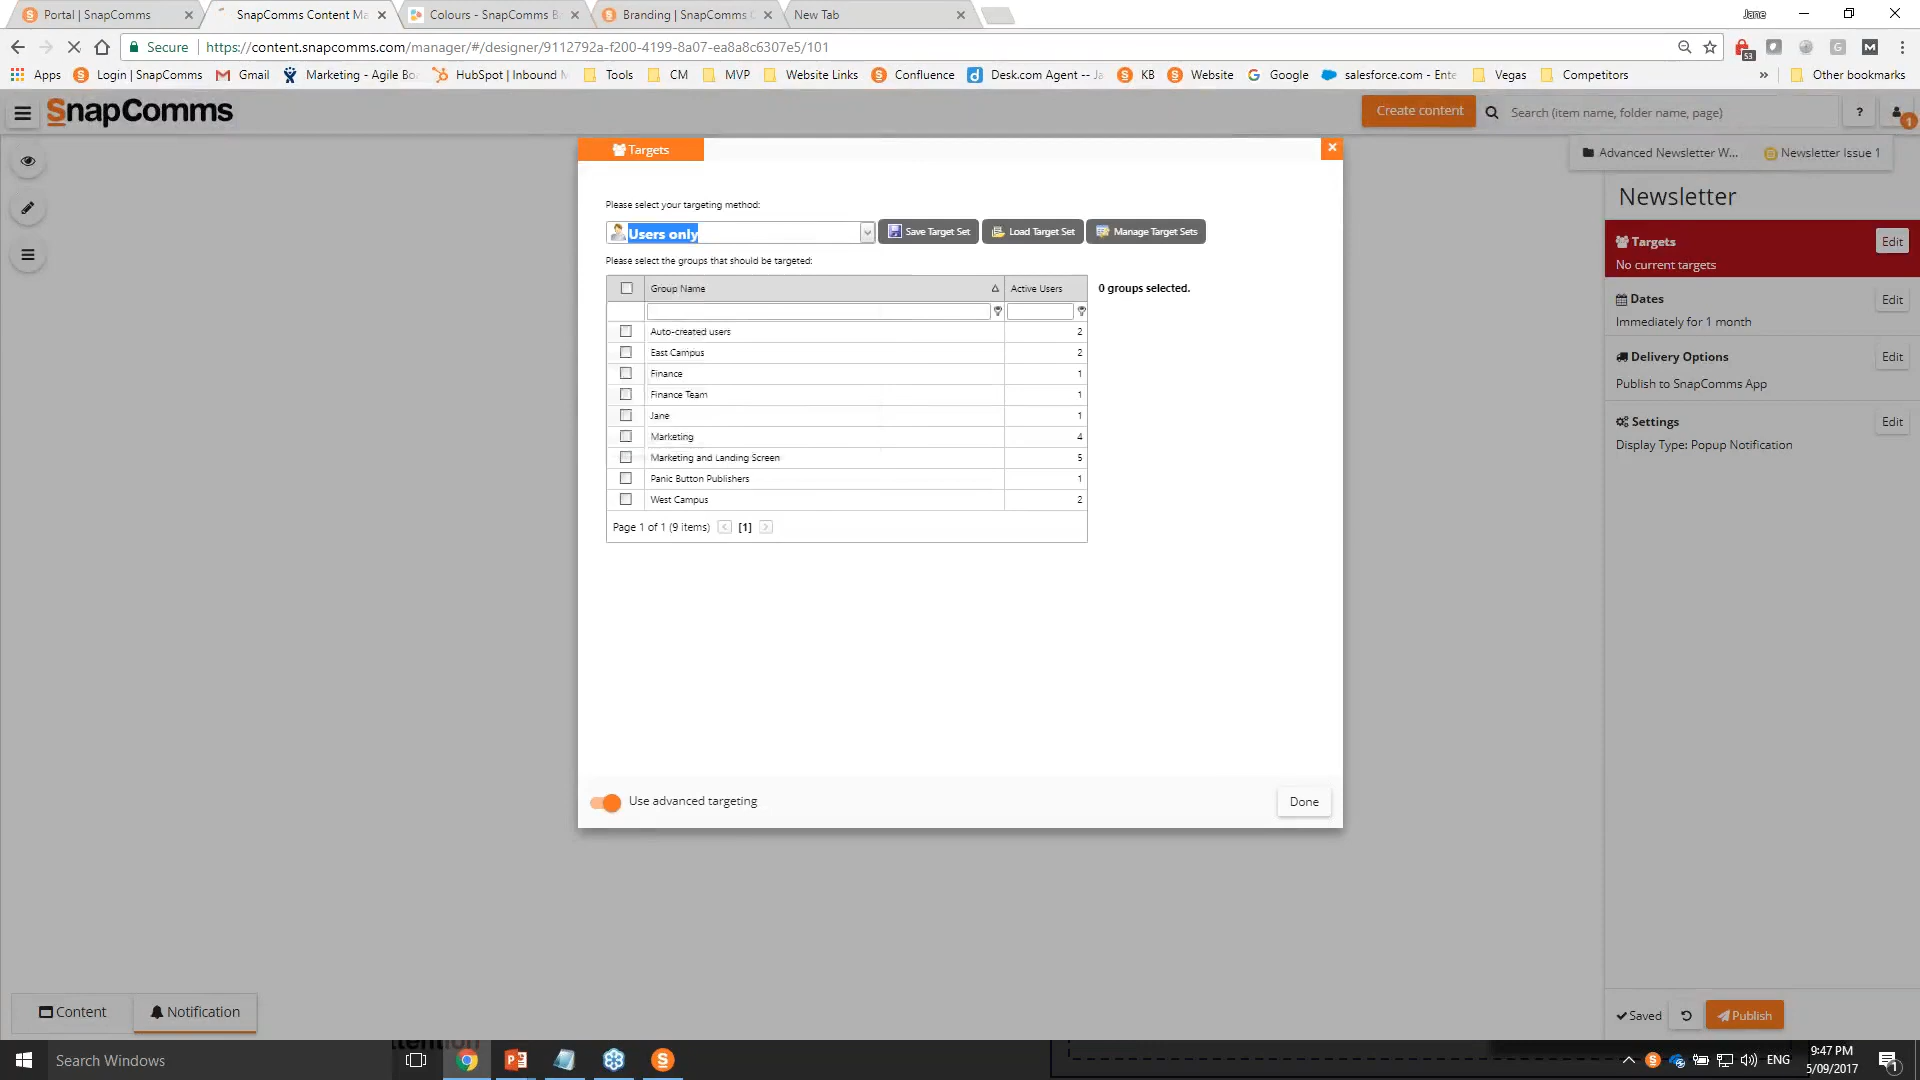 Portal | SnapComms
SnapComms Content Ma
Colours - SnapComms B
Branding | SnapComms
New Tab
Jane
Secure
https://content.snapcomms.com/manager/#/designer/9112792a-f200-4199-8a07-ea8a8c6307e5/101
53
Apps
Login | SnapComms
Gmail
Marketing - Agile Bo
HubSpot | Inbound
Tools
CM
MVP
Website Links
Confluence
Desk.com Agent --
KB
Website
Google
salesforce.com - Ente
Vegas
Competitors
»
Other bookmarks
SnapComms
Create content
Search (item name, folder name, page)
?
1
Advanced Newsletter W...
Newsletter Issue 1
Targets
Please select your targeting method:
Users only
Save Target Set
Load Target Set
Manage Target Sets
Please select the groups that should be targeted:
Group Name
Active Users
0 groups selected.
Auto-created users 2
East Campus 2
Finance 1
Finance Team 1
Jane 1
Marketing 4
Marketing and Landing Screen 5
Panic Button Publishers 1
West Campus 2
Page 1 of 1 (9 items) < [1] >
Use advanced targeting
Done
Newsletter
Targets
Edit
No current targets
Dates
Edit
Immediately for 1 month
Delivery Options
Edit
Publish to SnapComms App
Settings
Edit
Display Type: Popup Notification
Content
Notification
Saved
Publish
Search Windows
ENG
9:47 PM
5/09/2017
1